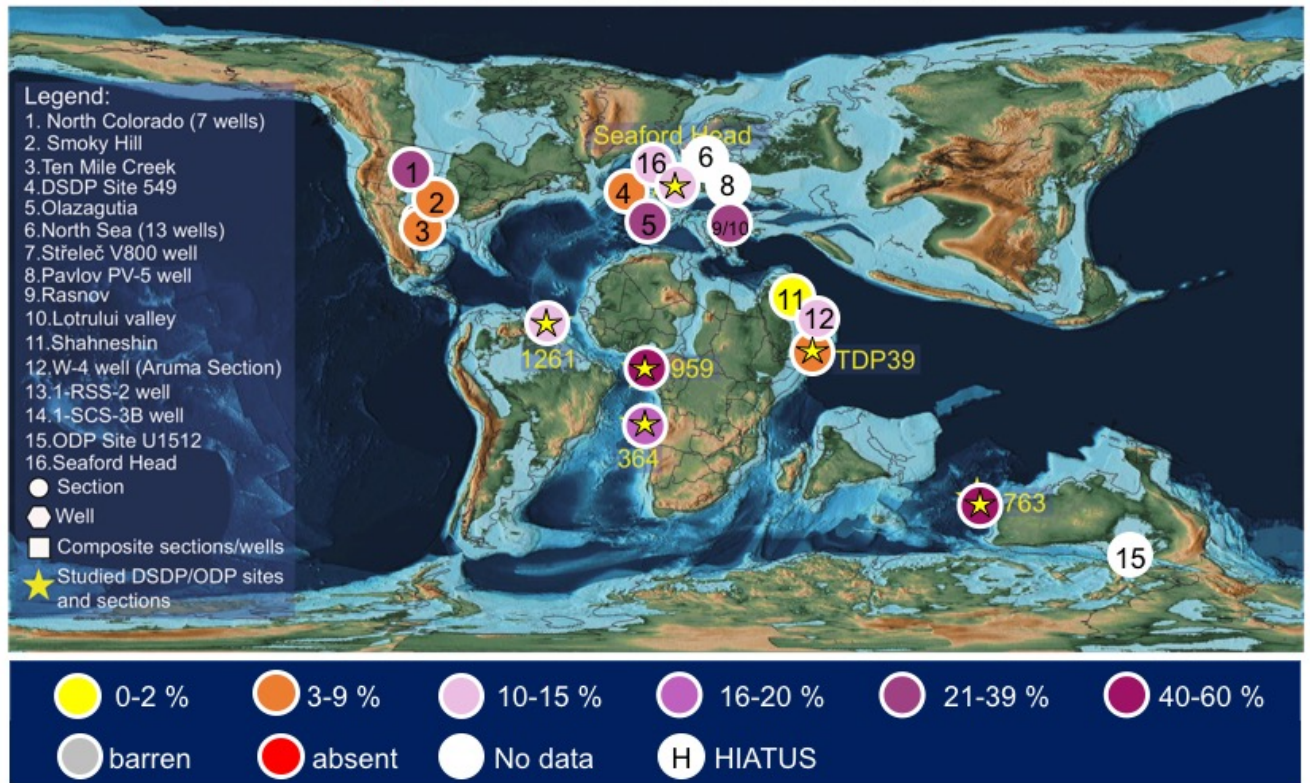 Legend:
1. North Colorado (7 wells)
2. Smoky Hill
3.Ten Mile Creek
4.DSDP Site 549
5.Olazagutia
6.North Sea (13 wells)
7.Střeleč V800 well
8.Pavlov PV-5 well
9.Rasnov
10.Lotrului valley
11.Shahneshin
12.W-4 well (Aruma Section)
13.1-RSS-2 well
14.1-SCS-3B well
15.ODP Site U1512
16.Seaford Head
Section
Well
Composite sections/wells
Studied DSDP/ODP sites
and sections
Seaford Head
16
6
1
8
4
2
5
9/10
3
11
12
1261
959
TDP39
364
763
15
0-2 %
3-9 %
10-15 %
16-20 %
21-39 %
40-60 %
barren
absent
No data
H HIATUS